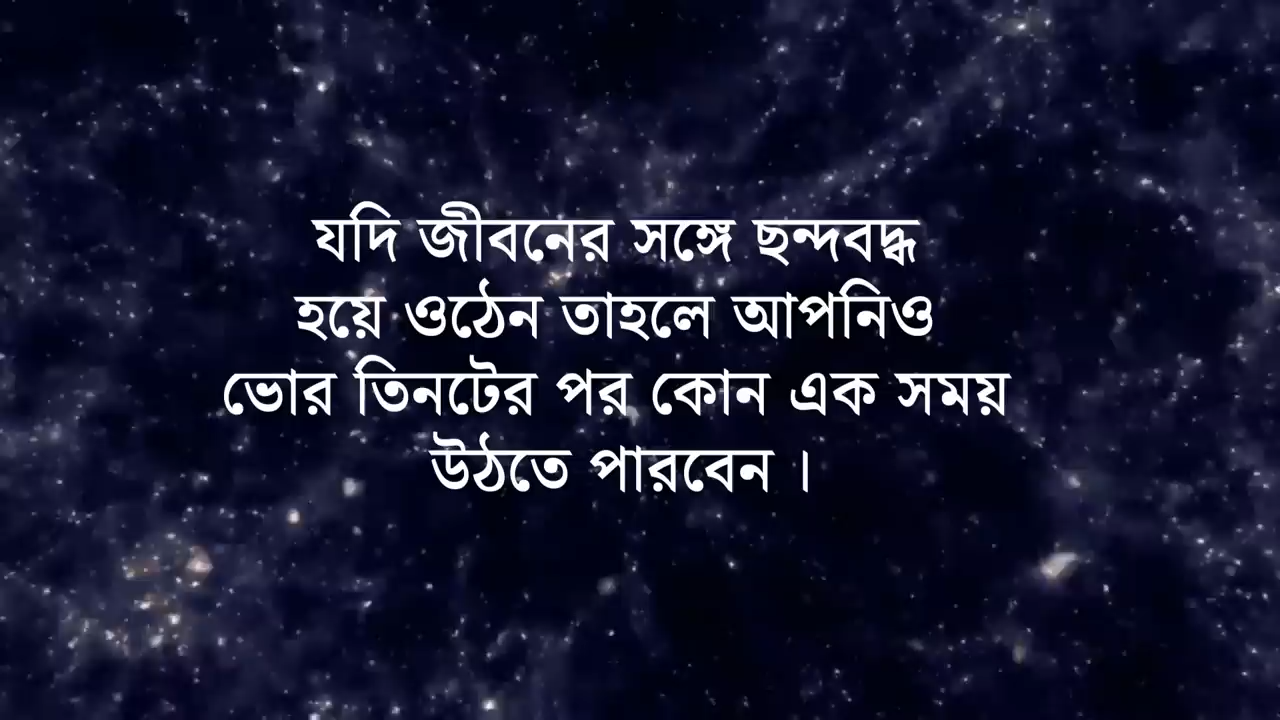 যদি জীবনের সঙ্গে ছন্দবদ্ধ
হয়ে ওঠেন তাহলে আপনিও
ভোর তিনটের পর কোন এক সময়
উঠতে পারবেন ।